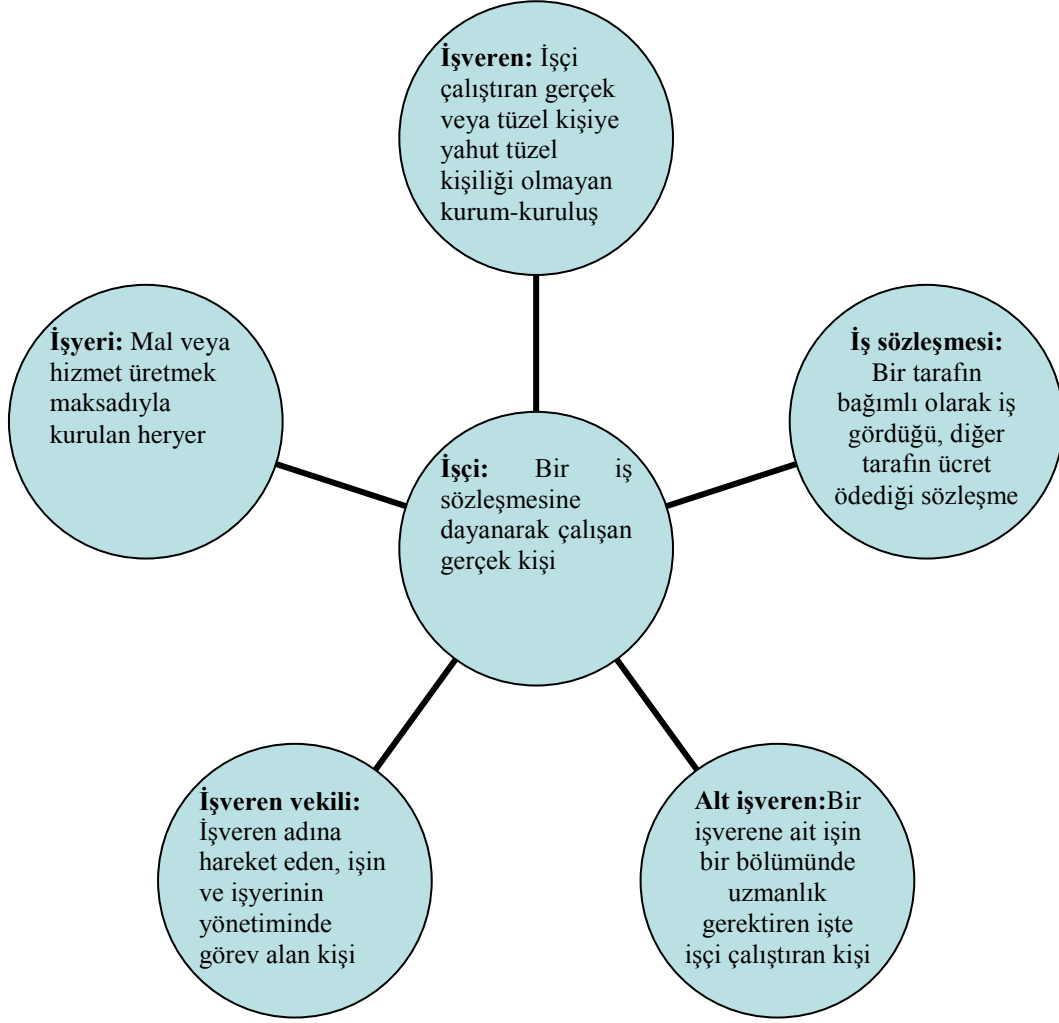 İşveren: İşçi
çalıştıran gerçek
veya tüzel kişiye
yahut tüzel
kişiliği olmayan
kurum-kuruluş
İşyeri: Mal veya
hizmet üretmek
maksadıyla
kurulan heryer
İş sözleşmesi:
Bir tarafın
bağımlı olarak iş
gördüğü, diğer
tarafın ücret
ödediği sözleşme
İşçi: Bir iş
sözleşmesine
dayanarak çalışan
gerçek kişi
İşveren vekili:
İşveren adına
hareket eden, işin
ve işyerinin
yönetiminde
görev alan kişi
Alt işveren:Bir
işverene ait işin
bir bölümünde
uzmanlık
gerektiren işte
işçi çalıştıran kişi